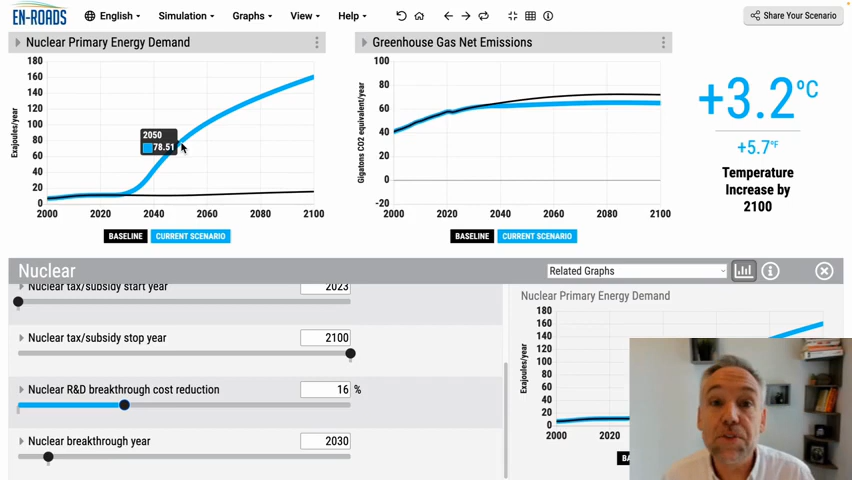 EN-ROADS
English
Simulation
Graphs
View
Help
Share Your Scenario
Nuclear Primary Energy Demand
Exajoules/year
180
160
140
120
100
80
60
40
20
0
2000
2020
2040
2060
2080
2100
2050
78.51
BASELINE
CURRENT SCENARIO
Greenhouse Gas Net Emissions
Gigatons CO2 equivalent/year
100
80
60
40
20
0
-20
2000
2020
2040
2060
2080
2100
BASELINE
CURRENT SCENARIO
+3.2°C
+5.7°F
Temperature
Increase by
2100
Nuclear
Related Graphs
Nuclear tax/subsidy start year 2023
Nuclear tax/subsidy stop year 2100
Nuclear R&D breakthrough cost reduction 16 %
Nuclear breakthrough year 2030
Nuclear Primary Energy Demand
Exajoules/year
180
160
140
120
100
80
60
40
20
0
2000
2020